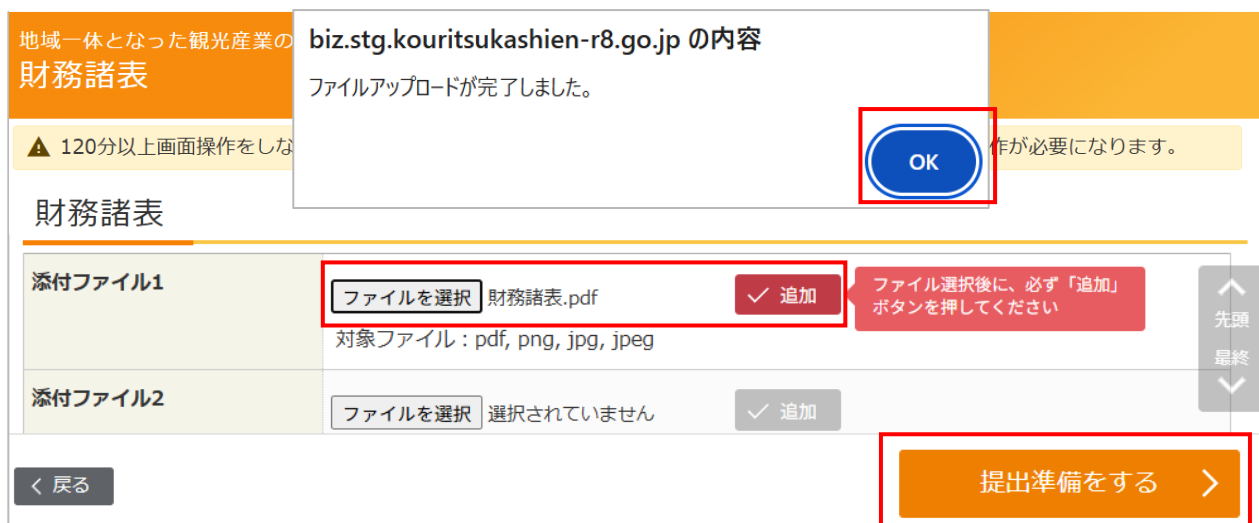 地域一体となった観光産業の
財務諸表
biz.stg.kouritsukashien-r8.go.jp の内容
ファイルアップロードが完了しました。
OK
120分以上画面操作をしな
作が必要になります。
財務諸表
添付ファイル1
ファイルを選択 財務諸表.pdf
追加
ファイル選択後に、必ず「追加」
ボタンを押してください
対象ファイル：pdf, png, jpg, jpeg
先頭
最終
添付ファイル2
ファイルを選択 選択されていません
追加
戻る
提出準備をする